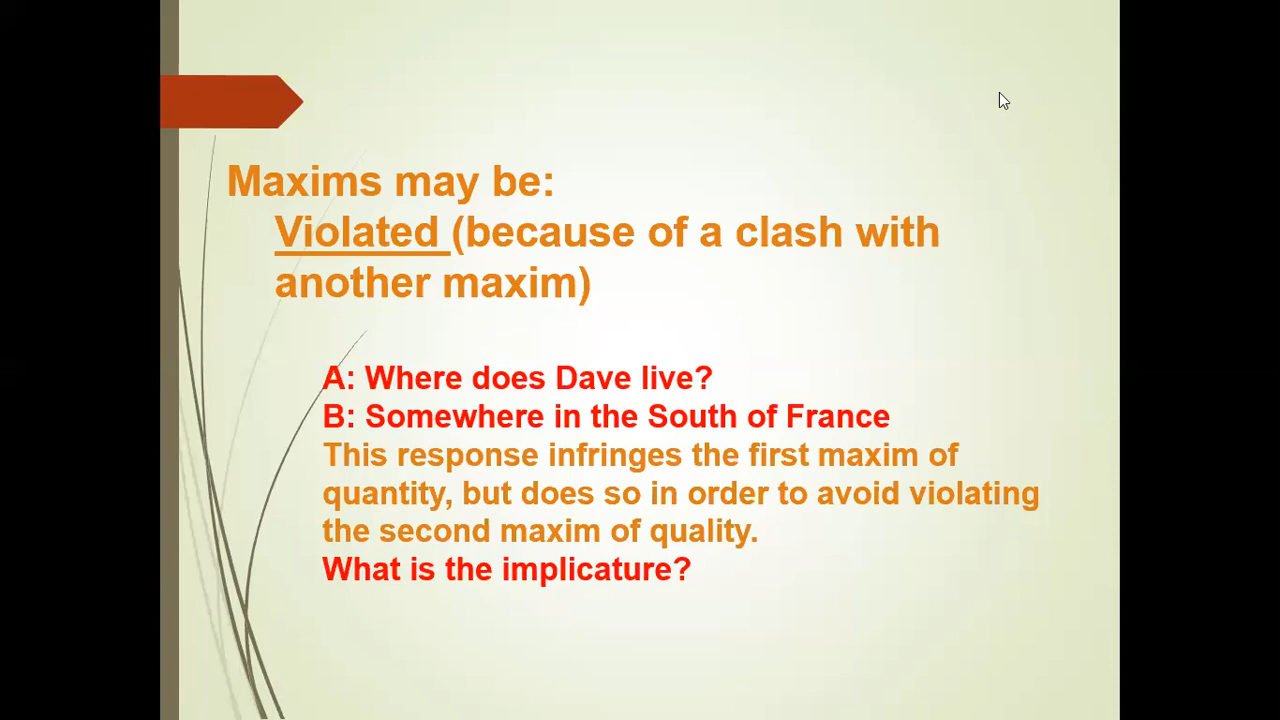 Maxims may be:
Violated (because of a clash with
another maxim)
A: Where does Dave live?
B: Somewhere in the South of France
This response infringes the first maxim of
quantity, but does so in order to avoid violating
the second maxim of quality.
What is the implicature?